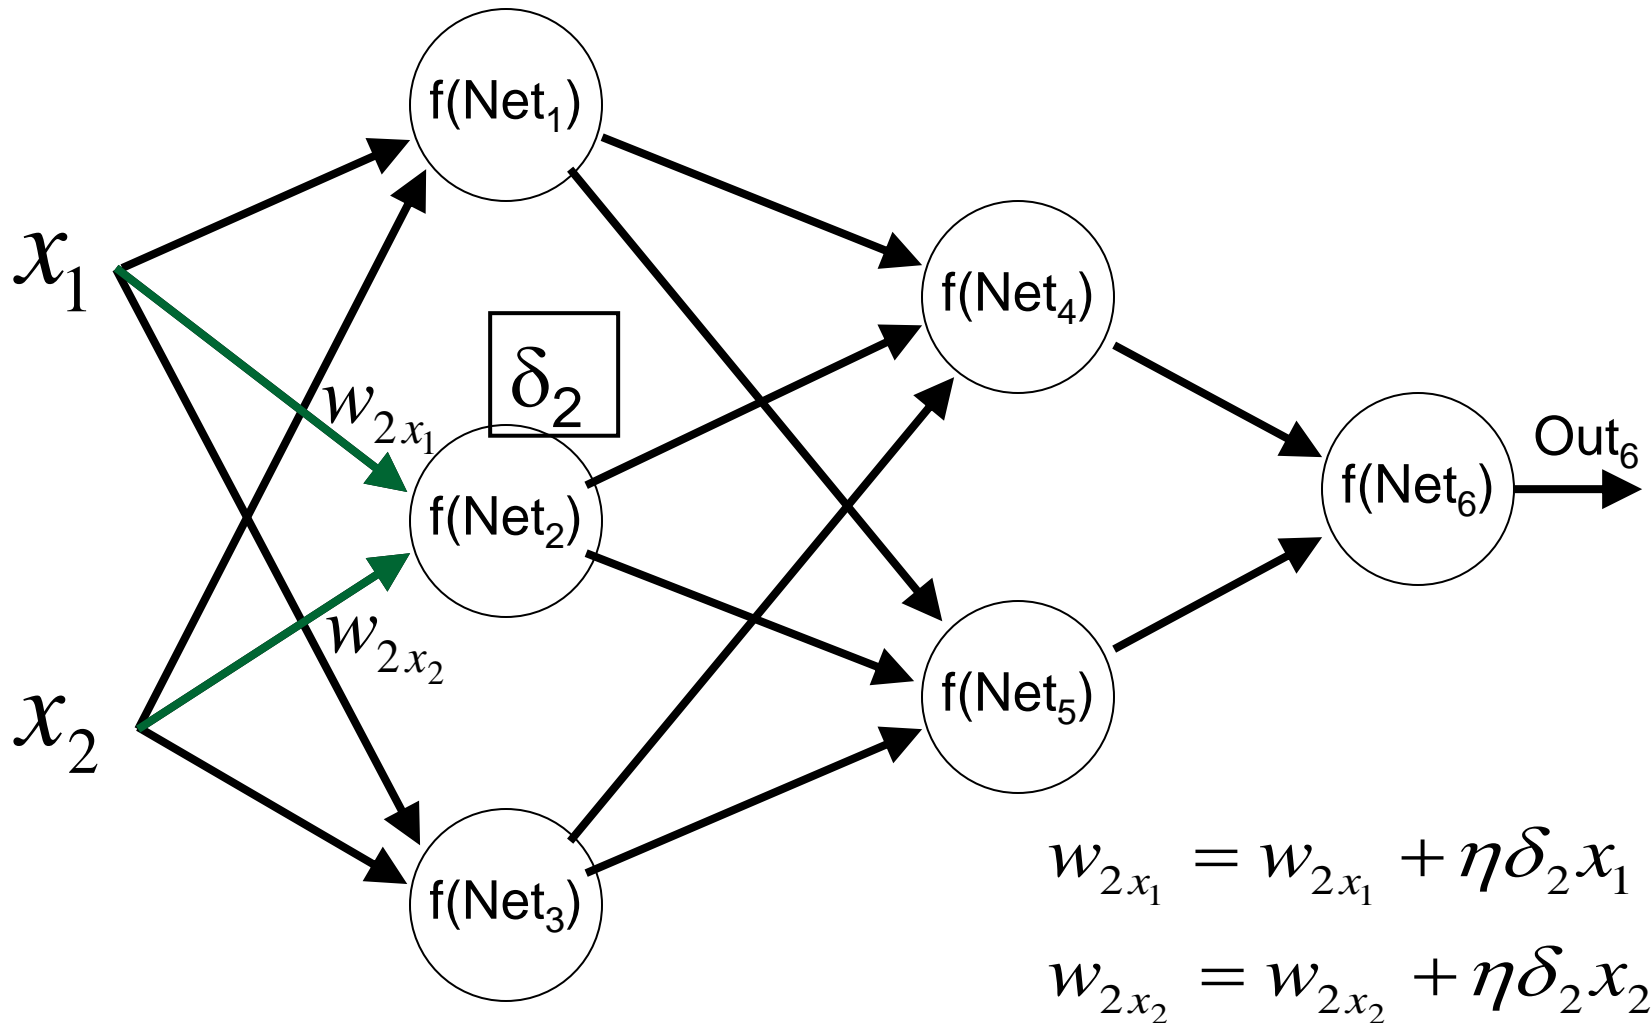 f(Net₁)
x₁
f(Net₄)
δ₂
w₂ₓ₁
Out₆
f(Net₆)
f(Net₂)
w₂ₓ₂
x₂
f(Net₅)
w₂ₓ₁ = w₂ₓ₁ + ηδ₂x₁
f(Net₃)
w₂ₓ₂ = w₂ₓ₂ + ηδ₂x₂